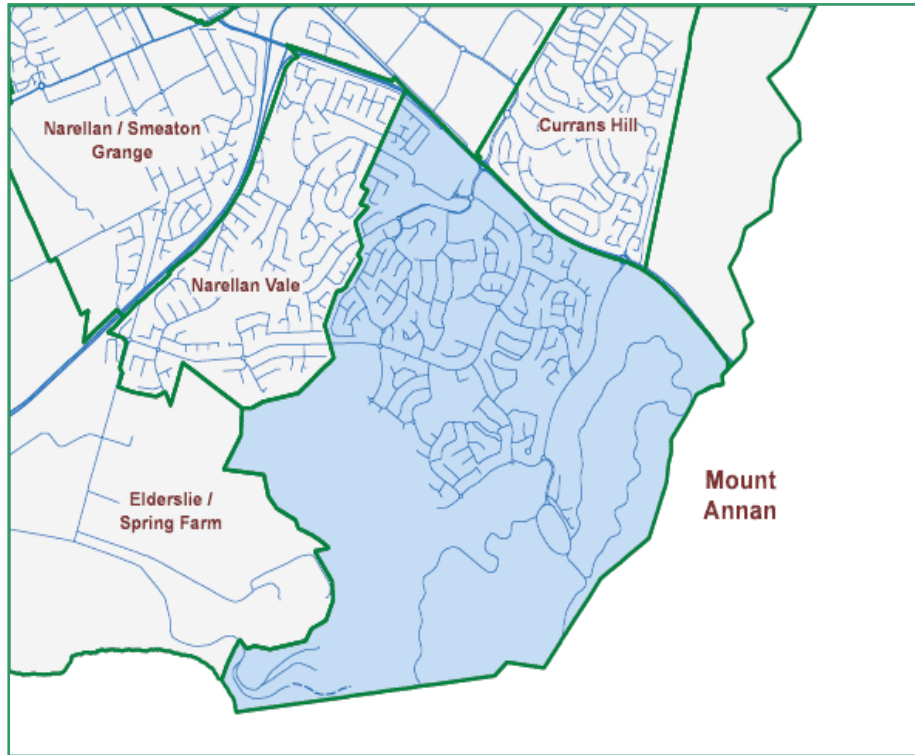 Narellan / Smeaton
Grange
Currans Hill
Narellan Vale
Elderslie /
Spring Farm
Mount
Annan